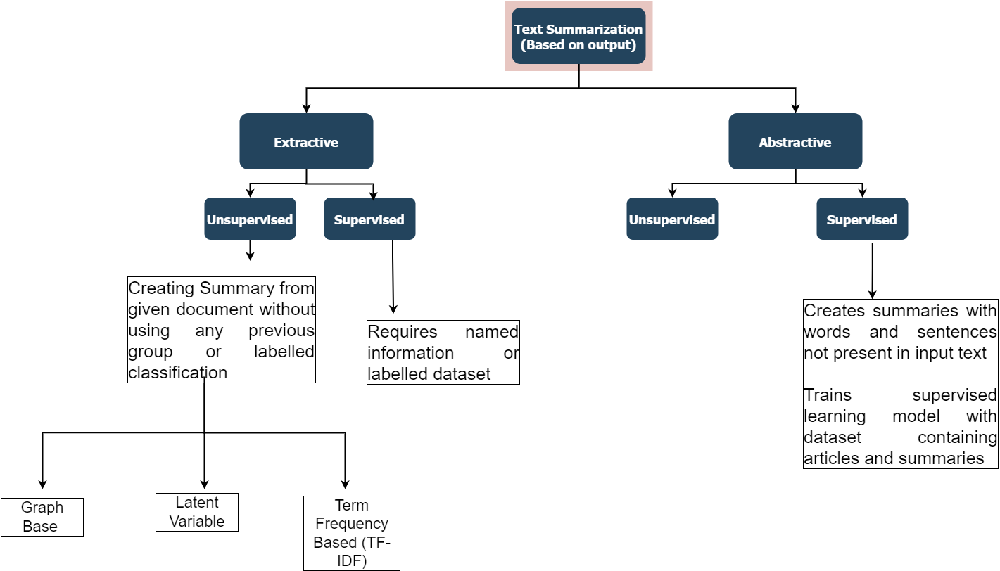 Text Summarization
(Based on output)
Extractive
Abstractive
Unsupervised
Supervised
Unsupervised
Supervised
Creating Summary from
given document without
using any previous
group or labelled
classification
Requires named
information or
labelled dataset
Creates summaries with
words and sentences
not present in input text
Trains supervised
learning model with
dataset containing
articles and summaries
Graph
Base
Latent
Variable
Term
Frequency
Based (TF-
IDF)